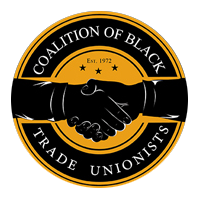 COALITION OF BLACK
EST. 1972
TRADE UNIONISTS